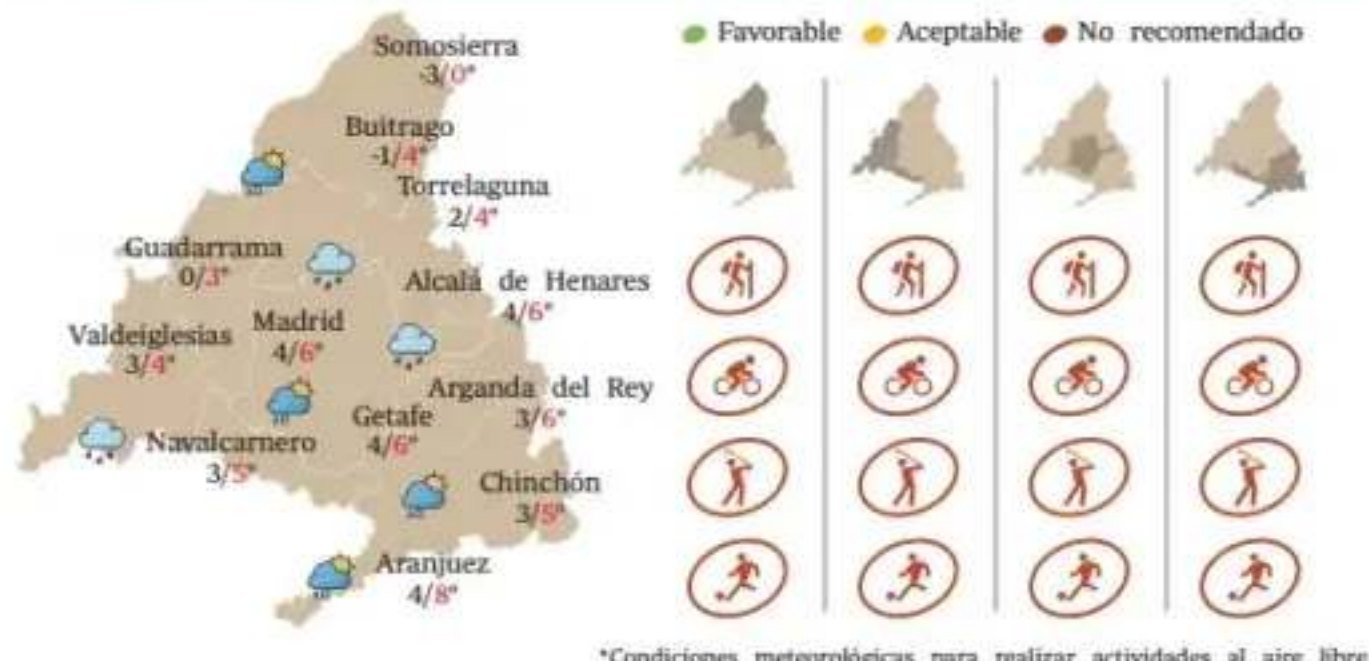 Favorable Aceptable No recomendado
Somosierra
-3/0°
Buitrago
-1/4°
Torrelaguna
2/4°
Guadarrama
0/3°
Alcalá de Henares
4/6°
Valdeiglesias
3/4°
Madrid
4/6°
Arganda del Rey
3/6°
Getafe
4/6°
Navalcarnero
3/5°
Chinchón
3/5°
Aranjuez
4/8°
*Condiciones meteorológicas para realizar actividades al aire libre